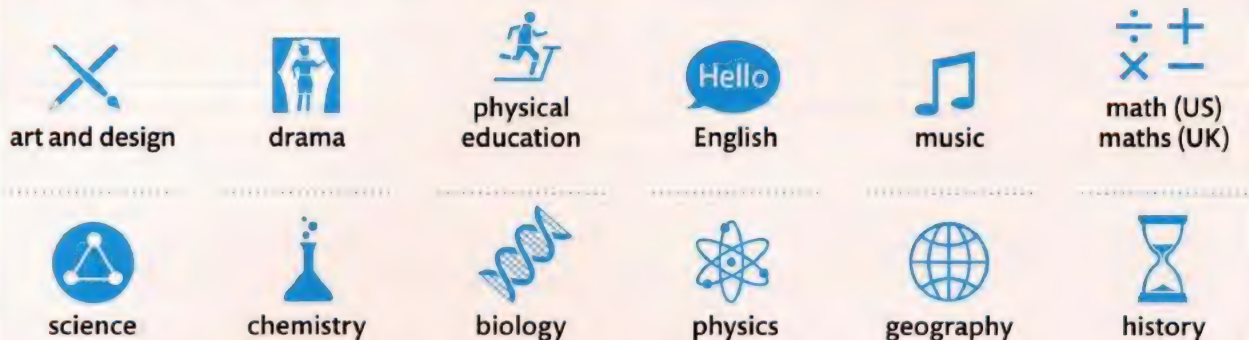 art and design
drama
physical
education
Hello
English
music
math (US)
maths (UK)
science
chemistry
biology
physics
geography
history